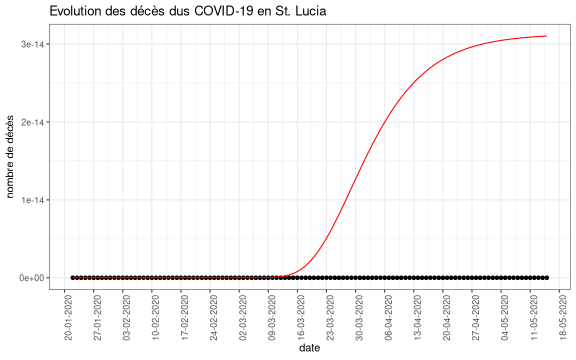 Evolution des décès dus COVID-19 en St. Lucia
nombre de décès
3e-14
2e-14
1e-14
0e+00
20-01-2020
27-01-2020
03-02-2020
10-02-2020
17-02-2020
24-02-2020
02-03-2020
09-03-2020
16-03-2020
23-03-2020
30-03-2020
06-04-2020
13-04-2020
20-04-2020
27-04-2020
04-05-2020
11-05-2020
18-05-2020
date